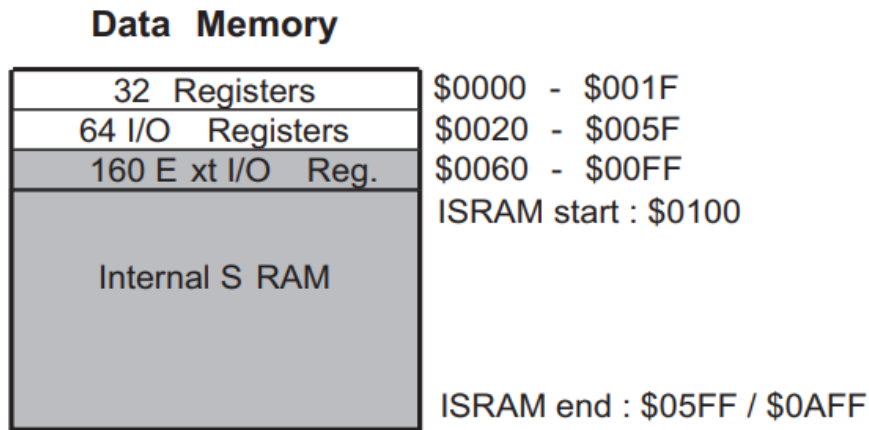 Data Memory
32 Registers $0000 - $001F
64 I/O Registers $0020 - $005F
160 E xt I/O Reg. $0060 - $00FF
ISRAM start : $0100
Internal S RAM
ISRAM end : $05FF / $0AFF